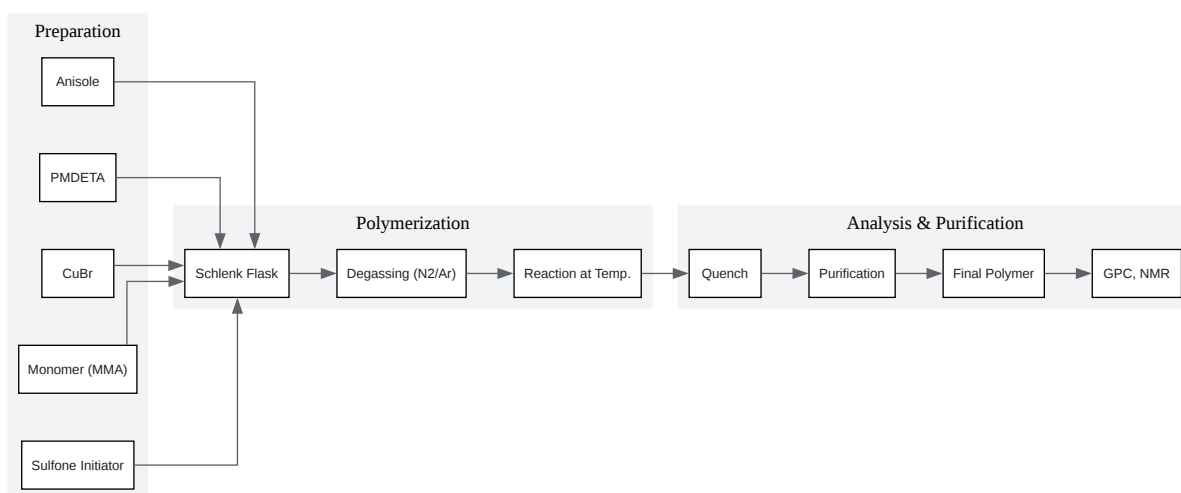 Preparation
Anisole
PMDETA
CuBr
Monomer (MMA)
Sulfone Initiator
Polymerization
Schlenk Flask
Degassing (N2/Ar)
Reaction at Temp.
Analysis & Purification
Quench
Purification
Final Polymer
GPC, NMR